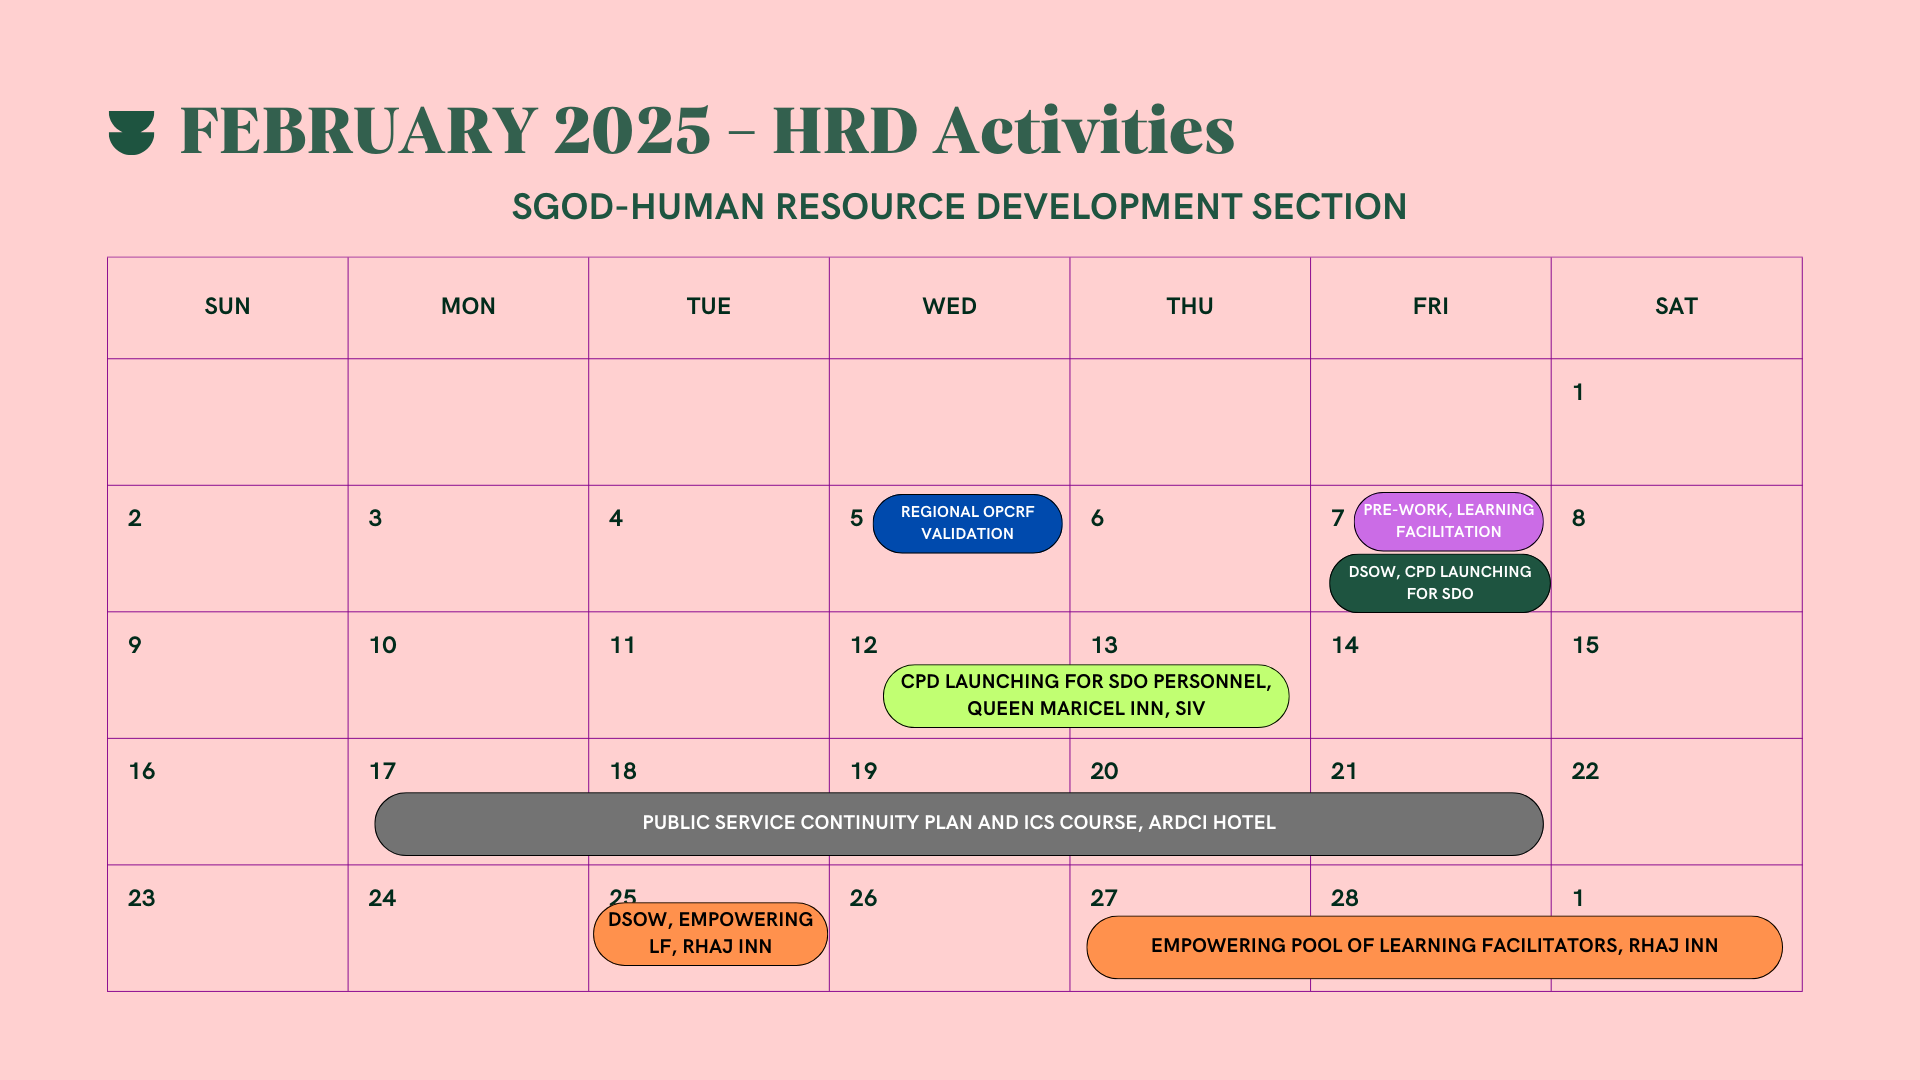 FEBRUARY 2025 – HRD Activities
SGOD-HUMAN RESOURCE DEVELOPMENT SECTION
SUN MON TUE WED THU FRI SAT
1
2 3 4 5 6 7 8
REGIONAL OPCRF
VALIDATION
PRE-WORK, LEARNING
FACILITATION
DSOW, CPD LAUNCHING
FOR SDO
9 10 11 12 13 14 15
CPD LAUNCHING FOR SDO PERSONNEL,
QUEEN MARICEL INN, SIV
16 17 18 19 20 21 22
PUBLIC SERVICE CONTINUITY PLAN AND ICS COURSE, ARDCI HOTEL
23 24 25 26 27 28 1
DSOW, EMPOWERING
LF, RHAJ INN
EMPOWERING POOL OF LEARNING FACILITATORS, RHAJ INN